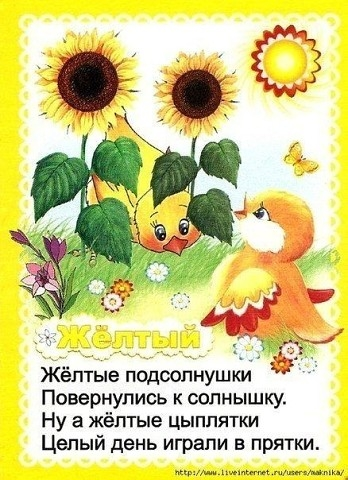 Жёлтый
Жёлтые подсолнушки
Повернулись к солнышку.
Ну а жёлтые цыплятки
Целый день играли в прятки.
http://www.liveinternet.ru/users/maknika/